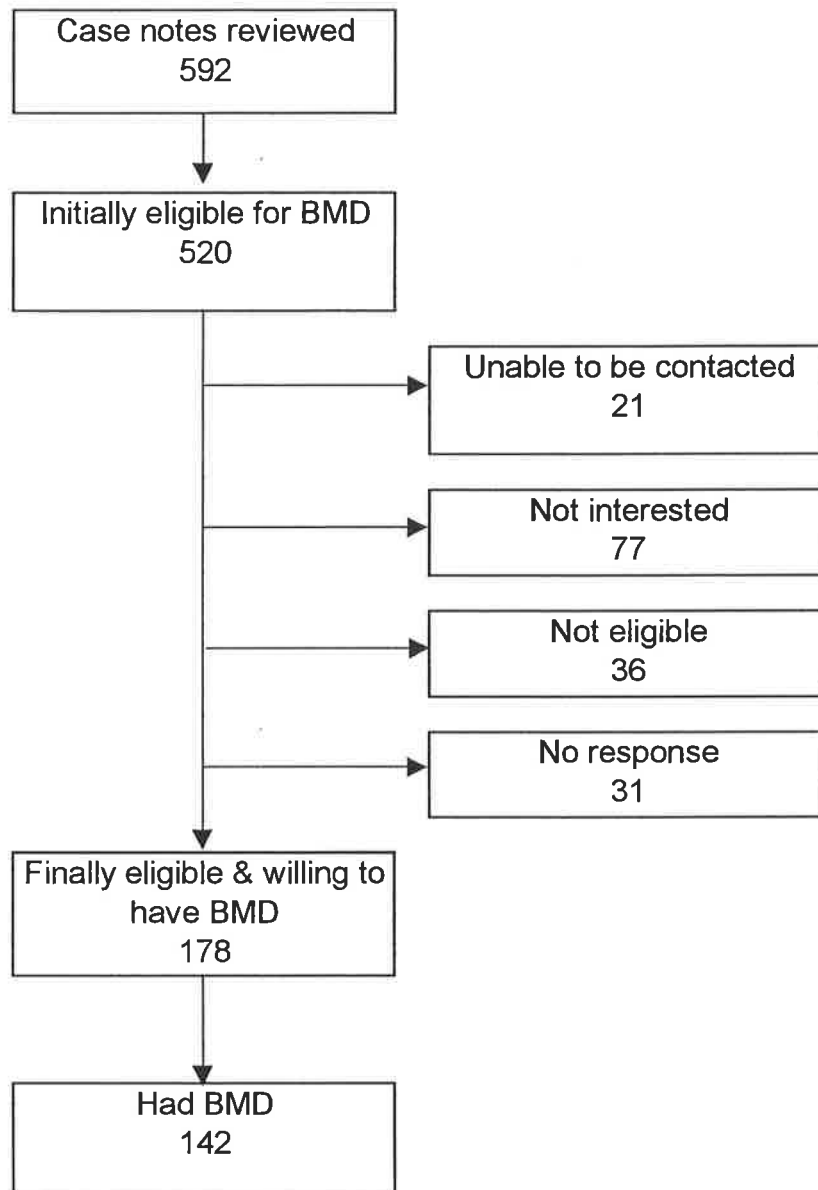 Case notes reviewed
592
Initially eligible for BMD
520
Unable to be contacted
21
Not interested
77
Not eligible
36
No response
31
Finally eligible & willing to
have BMD
178
Had BMD
142